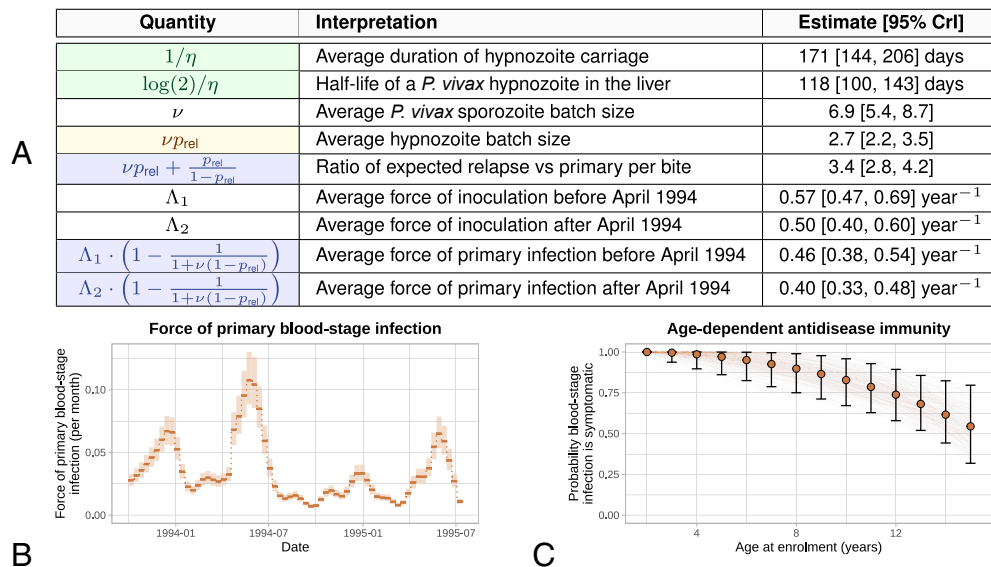 A
Quantity Interpretation Estimate [95% CrI]
1/η Average duration of hypnozoite carriage 171 [144, 206] days
log(2)/η Half-life of a P. vivax hypnozoite in the liver 118 [100, 143] days
ν Average P. vivax sporozoite batch size 6.9 [5.4, 8.7]
νp_rel Average hypnozoite batch size 2.7 [2.2, 3.5]
νp_rel + p_rel/(1−p_rel) Ratio of expected relapse vs primary per bite 3.4 [2.8, 4.2]
Λ₁ Average force of inoculation before April 1994 0.57 [0.47, 0.69] year⁻¹
Λ₂ Average force of inoculation after April 1994 0.50 [0.40, 0.60] year⁻¹
Λ₁ · (1 − 1/(1+ν(1−p_rel))) Average force of primary infection before April 1994 0.46 [0.38, 0.54] year⁻¹
Λ₂ · (1 − 1/(1+ν(1−p_rel))) Average force of primary infection after April 1994 0.40 [0.33, 0.48] year⁻¹
B
Force of primary blood-stage infection
Force of primary blood-stage
infection (per month)
0.10
0.05
0.00
1994-01 1994-07 1995-01 1995-07
Date
C
Age-dependent antidisease immunity
Probability blood-stage
infection is symptomatic
1.00
0.75
0.50
0.25
0.00
4 8 12
Age at enrolment (years)